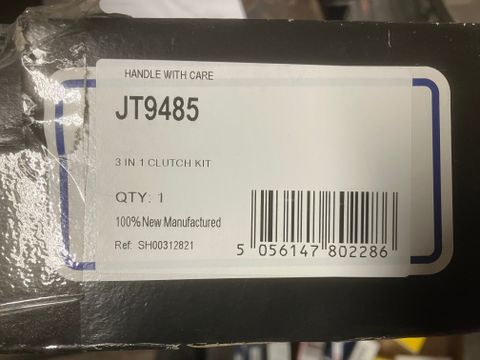 HANDLE WITH CARE
JT9485
3 IN 1 CLUTCH KIT
QTY: 1
100% New Manufactured
Ref: SH00312821
5 056147 802286